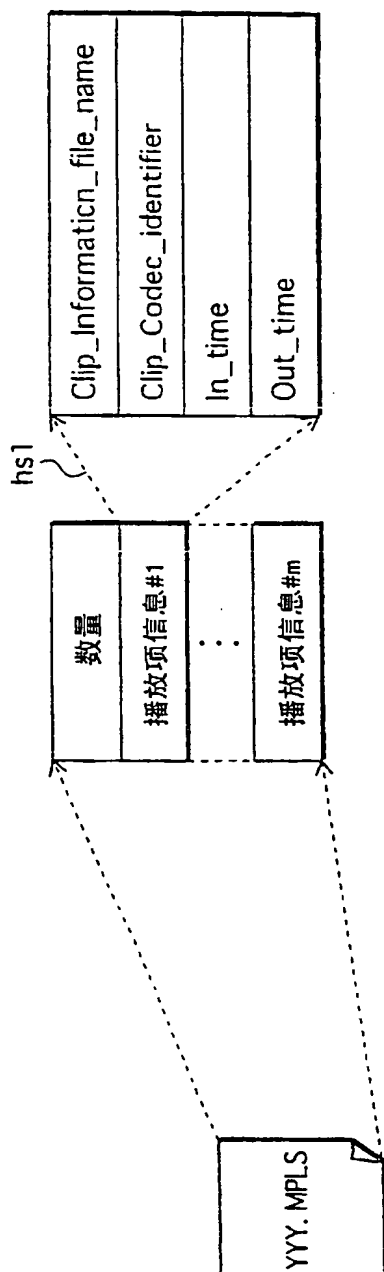 YYY. MPLS
数量
播放项信息#1
播放项信息#m
hs1
Clip_Informaticn_file_name
Clip_Codec_identifier
In_time
Out_time